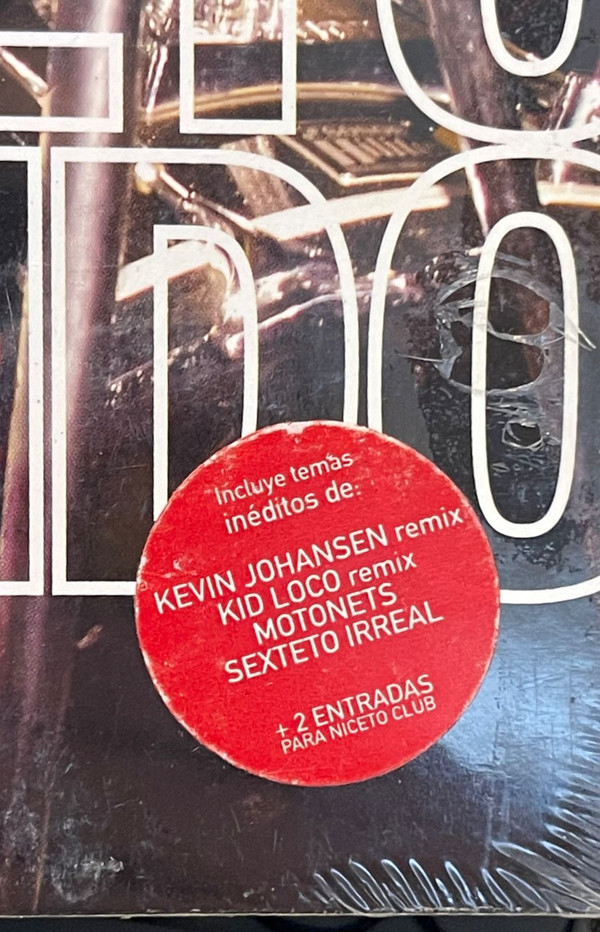 Incluye temas
inéditos de:
KEVIN JOHANSEN remix
KID LOCO remix
MOTONETS
SEXTETO IRREAL
+ 2 ENTRADAS
PARA NICETO CLUB